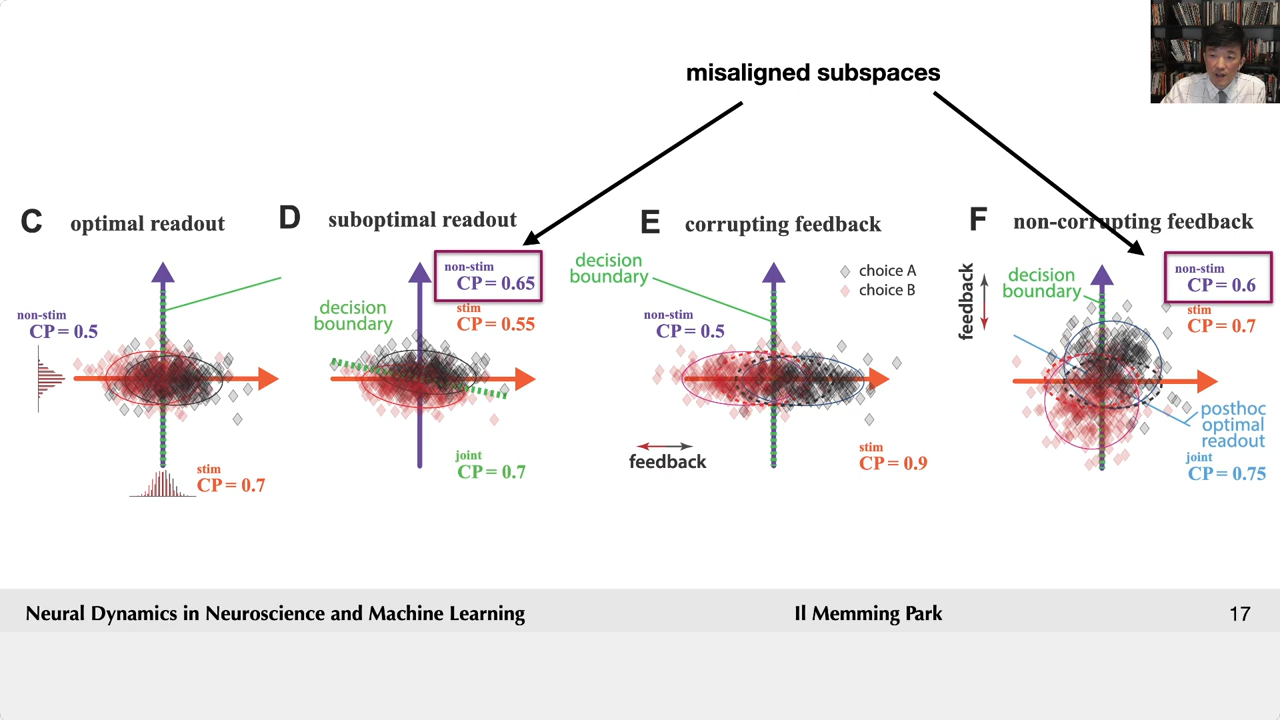 misaligned subspaces
C optimal readout
non-stim
CP = 0.5
stim
CP = 0.7
D suboptimal readout
non-stim
CP = 0.65
stim
CP = 0.55
decision
boundary
joint
CP = 0.7
E corrupting feedback
decision
boundary
choice A
choice B
non-stim
CP = 0.5
feedback
stim
CP = 0.9
F non-corrupting feedback
feedback
decision
boundary
non-stim
CP = 0.6
stim
CP = 0.7
posthoc
optimal
readout
joint
CP = 0.75
Neural Dynamics in Neuroscience and Machine Learning
Il Memming Park
17